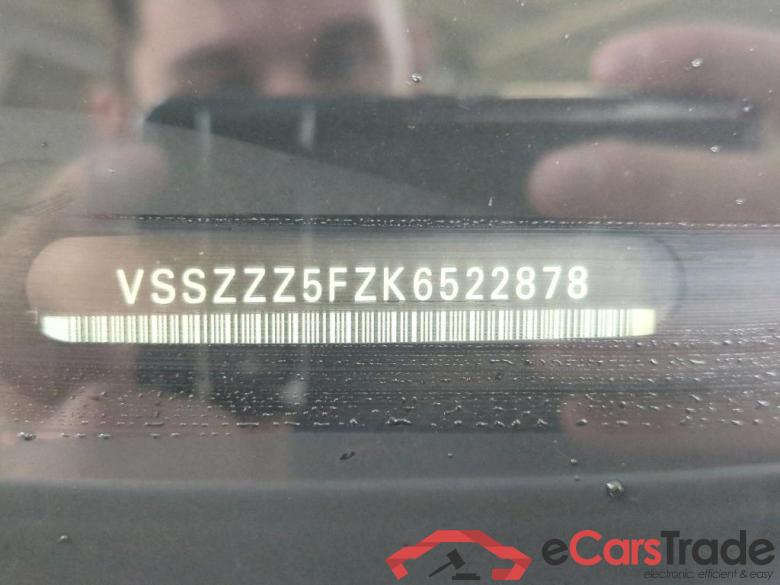 VSSZZZ5FZK6522878
eCarsTrade
electronic, efficient & easy